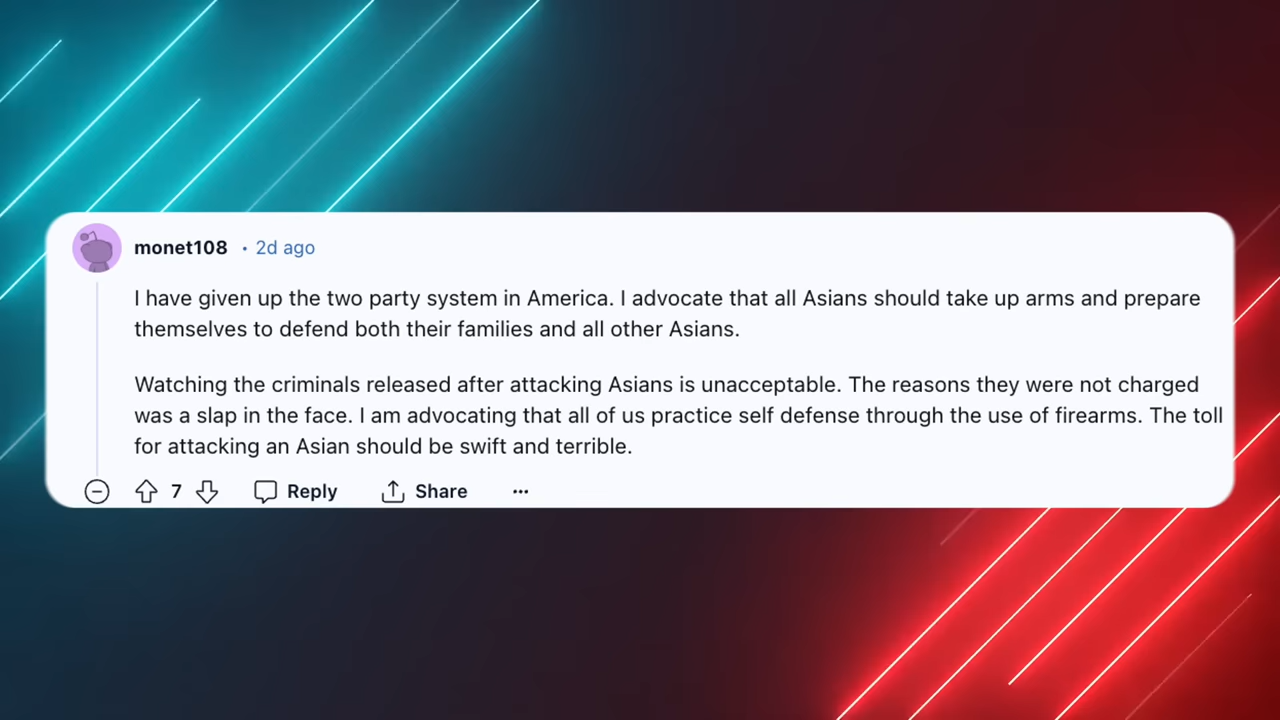 monet108 • 2d ago
I have given up the two party system in America. I advocate that all Asians should take up arms and prepare
themselves to defend both their families and all other Asians.
Watching the criminals released after attacking Asians is unacceptable. The reasons they were not charged
was a slap in the face. I am advocating that all of us practice self defense through the use of firearms. The toll
for attacking an Asian should be swift and terrible.
7 Reply Share ...